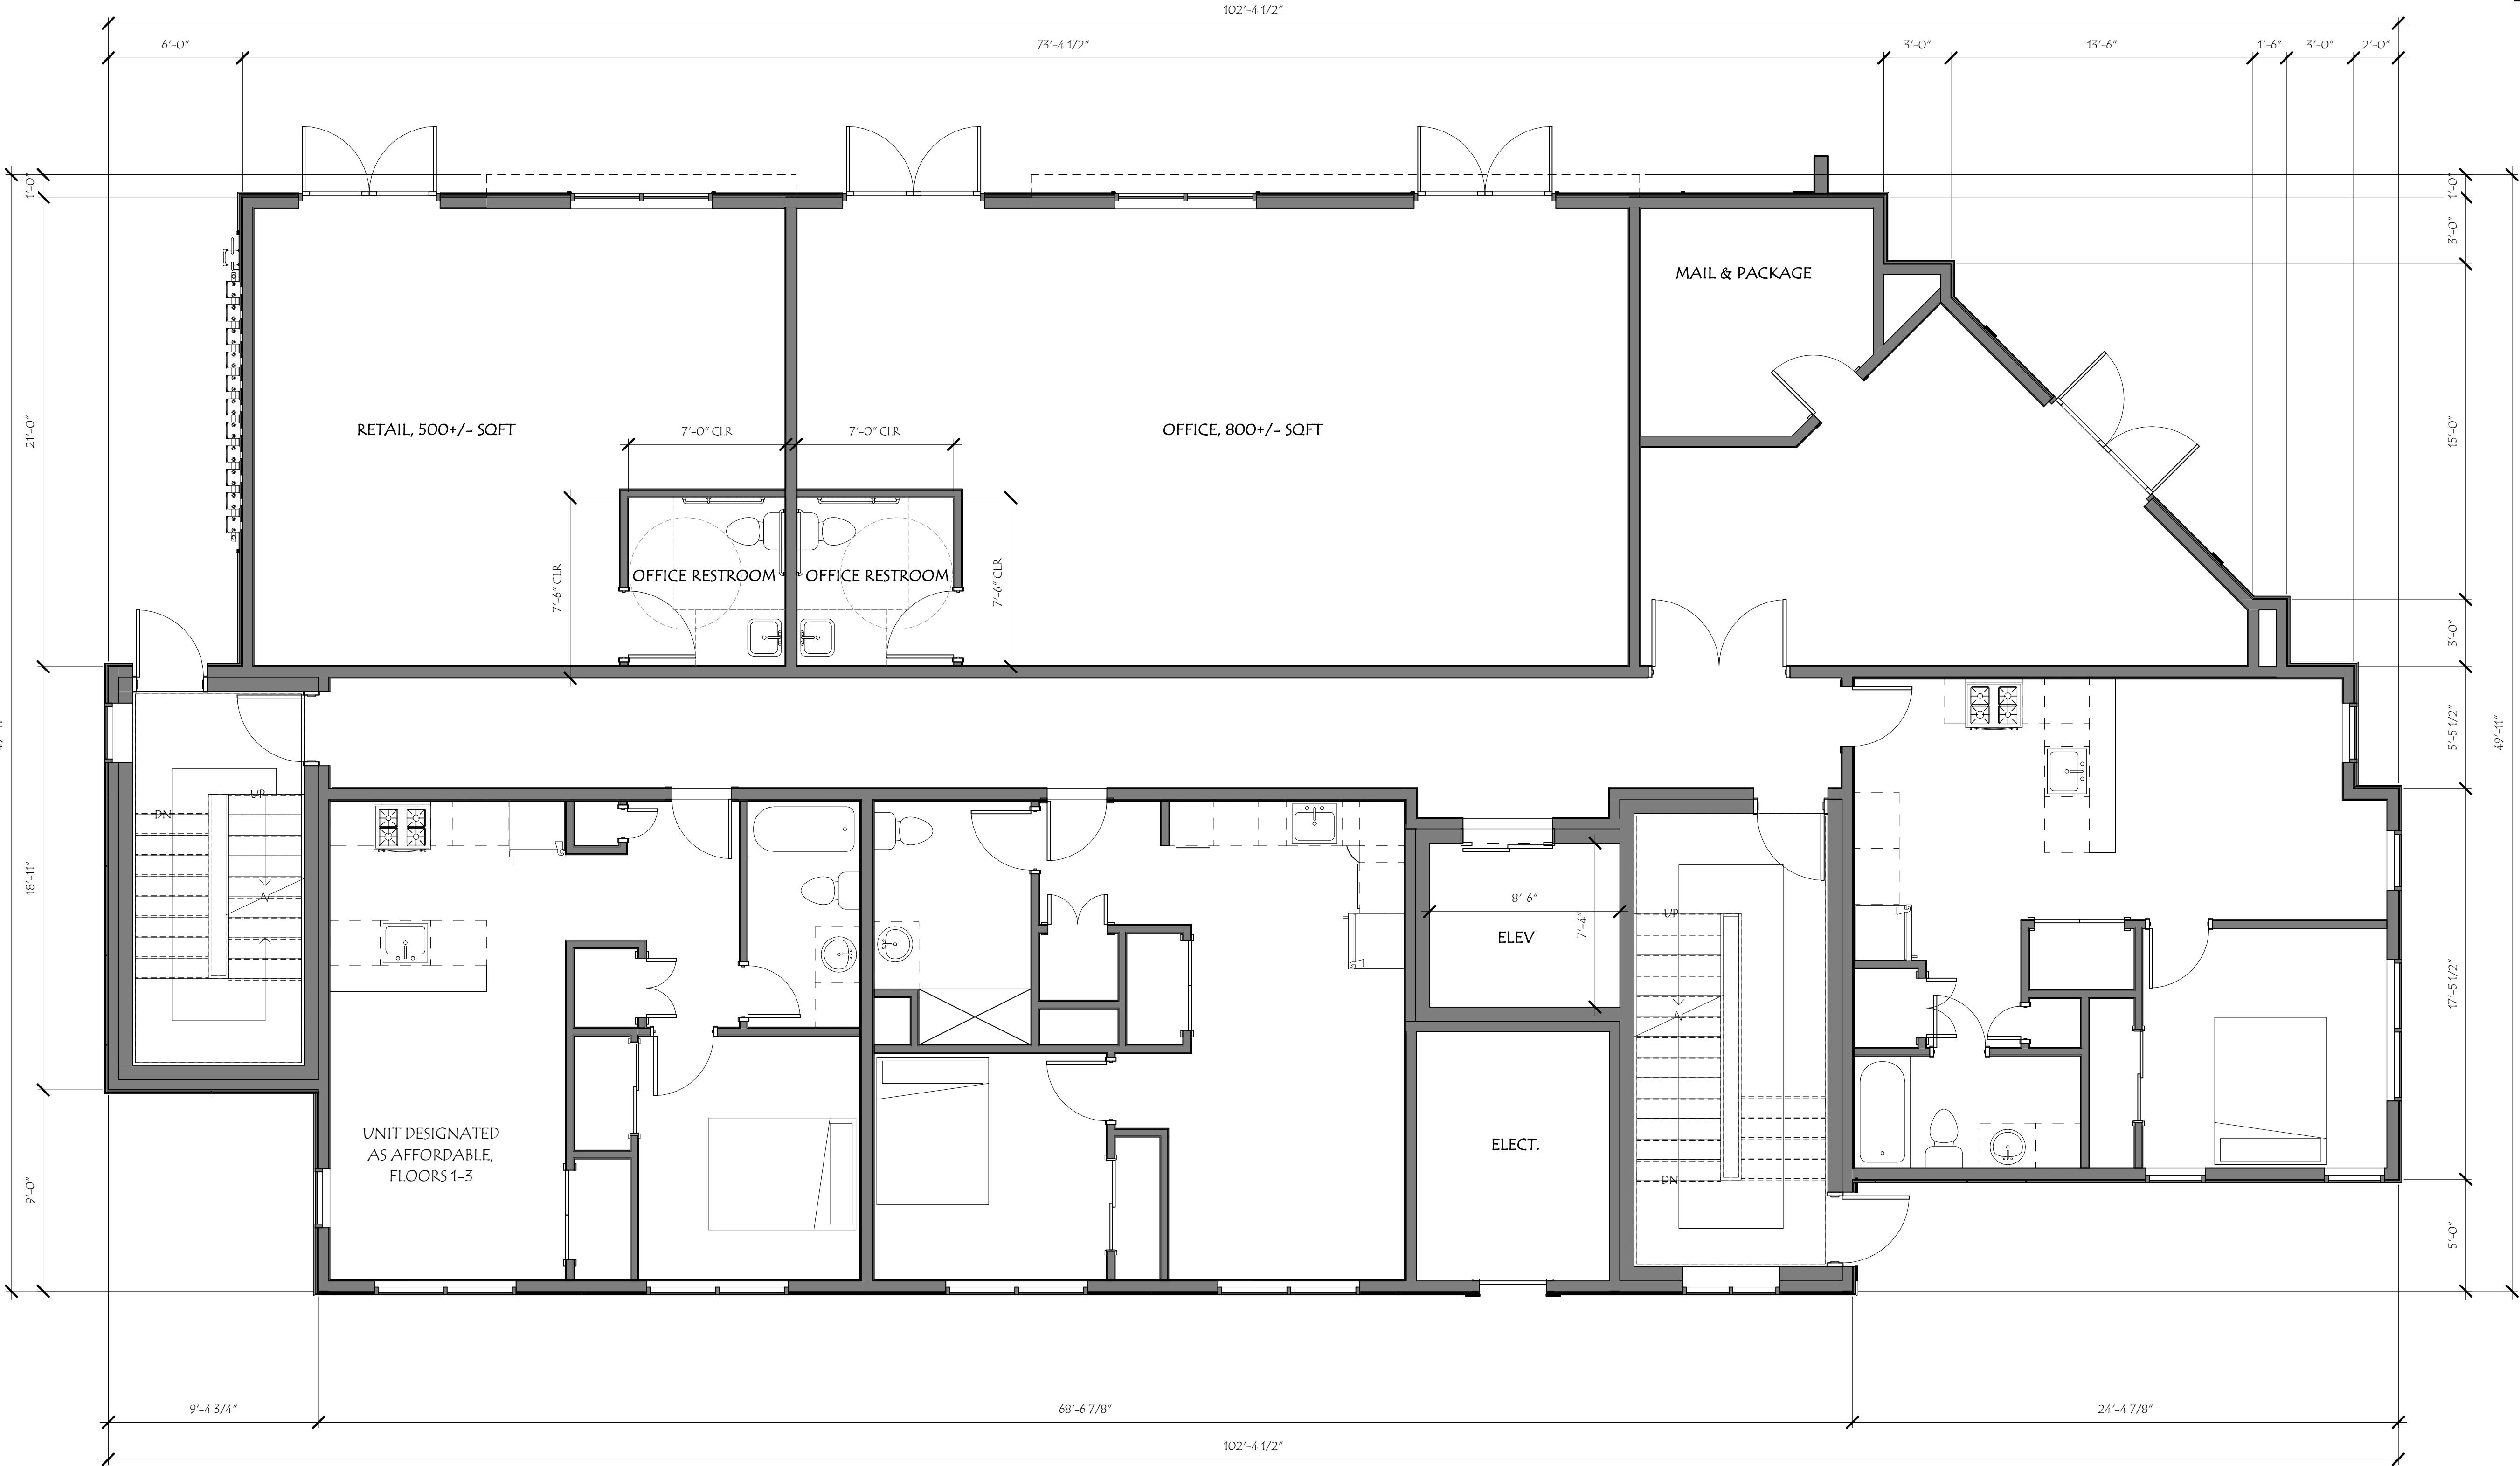 102'-4 1/2"
6'-0"
73'-4 1/2"
3'-0"
13'-6"
1'-6"
3'-0"
2'-0"
1'-0"
1'-0"
3'-0"
MAIL & PACKAGE
RETAIL, 500+/- SQFT
7'-0" CLR
7'-0" CLR
OFFICE, 800+/- SQFT
21'-0"
15'-0"
7'-6" CLR
OFFICE RESTROOM
OFFICE RESTROOM
7'-6" CLR
3'-0"
5'-5 1/2"
49'-11"
UP
DN
18'-11"
8'-6"
7'-4"
ELEV
UP
17'-5 1/2"
UNIT DESIGNATED
AS AFFORDABLE,
FLOORS 1-3
ELECT.
DN
9'-0"
5'-0"
9'-4 3/4"
68'-6 7/8"
24'-4 7/8"
102'-4 1/2"